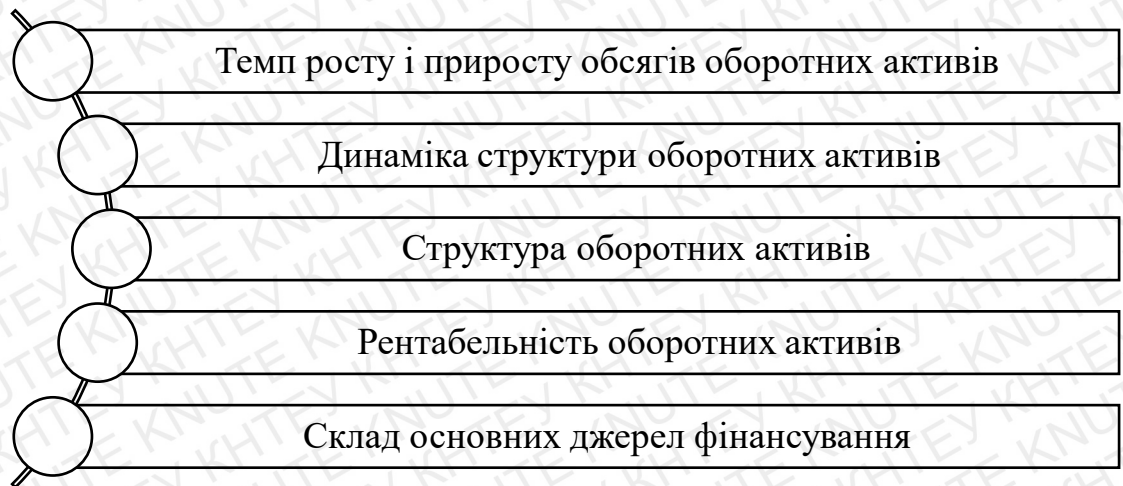 Темп росту і приросту обсягів оборотних активів
Динаміка структури оборотних активів
Структура оборотних активів
Рентабельність оборотних активів
Склад основних джерел фінансування